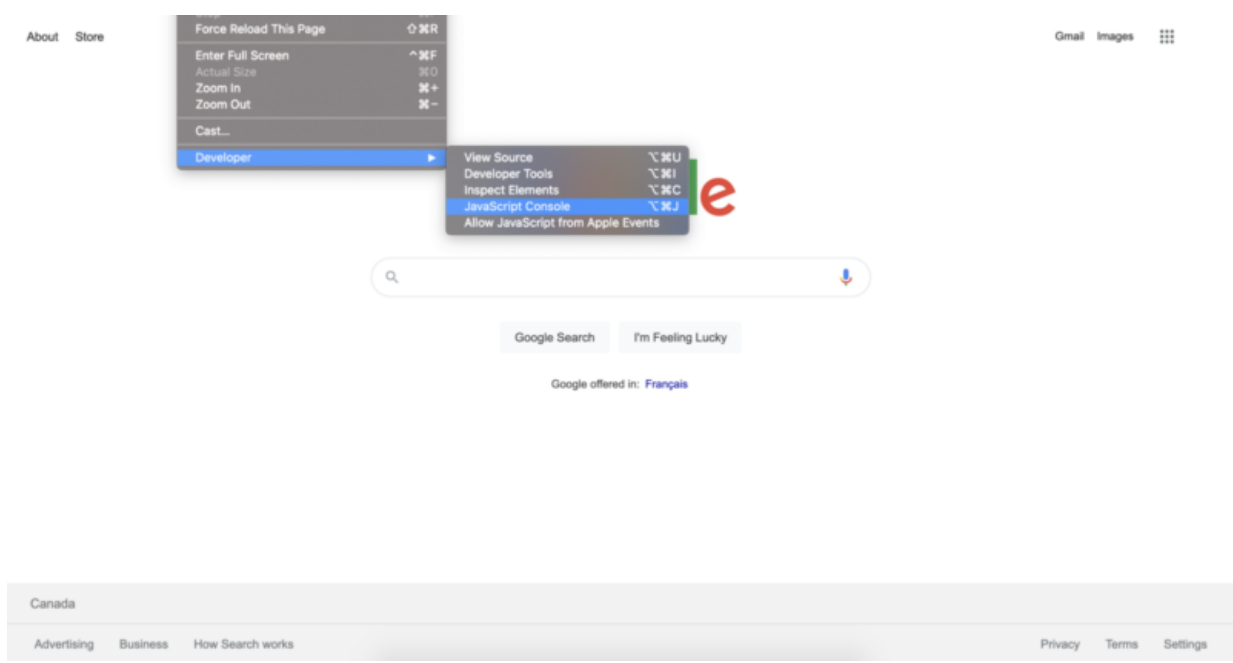 About Store
Gmail Images
Force Reload This Page ⇧⌘R
Enter Full Screen ^⌘F
Actual Size ⌘0
Zoom In ⌘+
Zoom Out ⌘−
Cast...
Developer ▶
View Source ⌥⌘U
Developer Tools ⌥⌘I
Inspect Elements ⌥⌘C
JavaScript Console ⌥⌘J
Allow JavaScript from Apple Events
le
Google Search I'm Feeling Lucky
Google offered in: Français
Canada
Advertising Business How Search works
Privacy Terms Settings